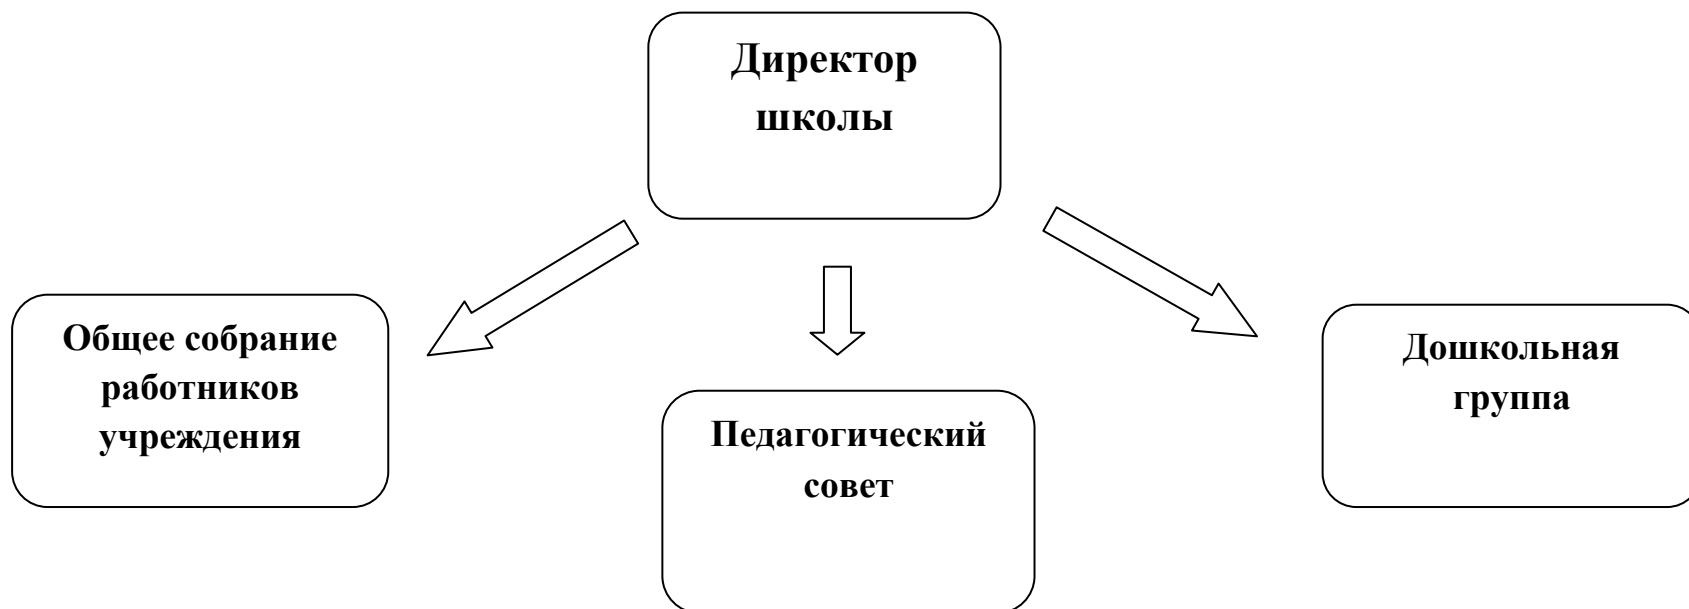 Директор
школы
Общее собрание
работников
учреждения
Педагогический
совет
Дошкольная
группа